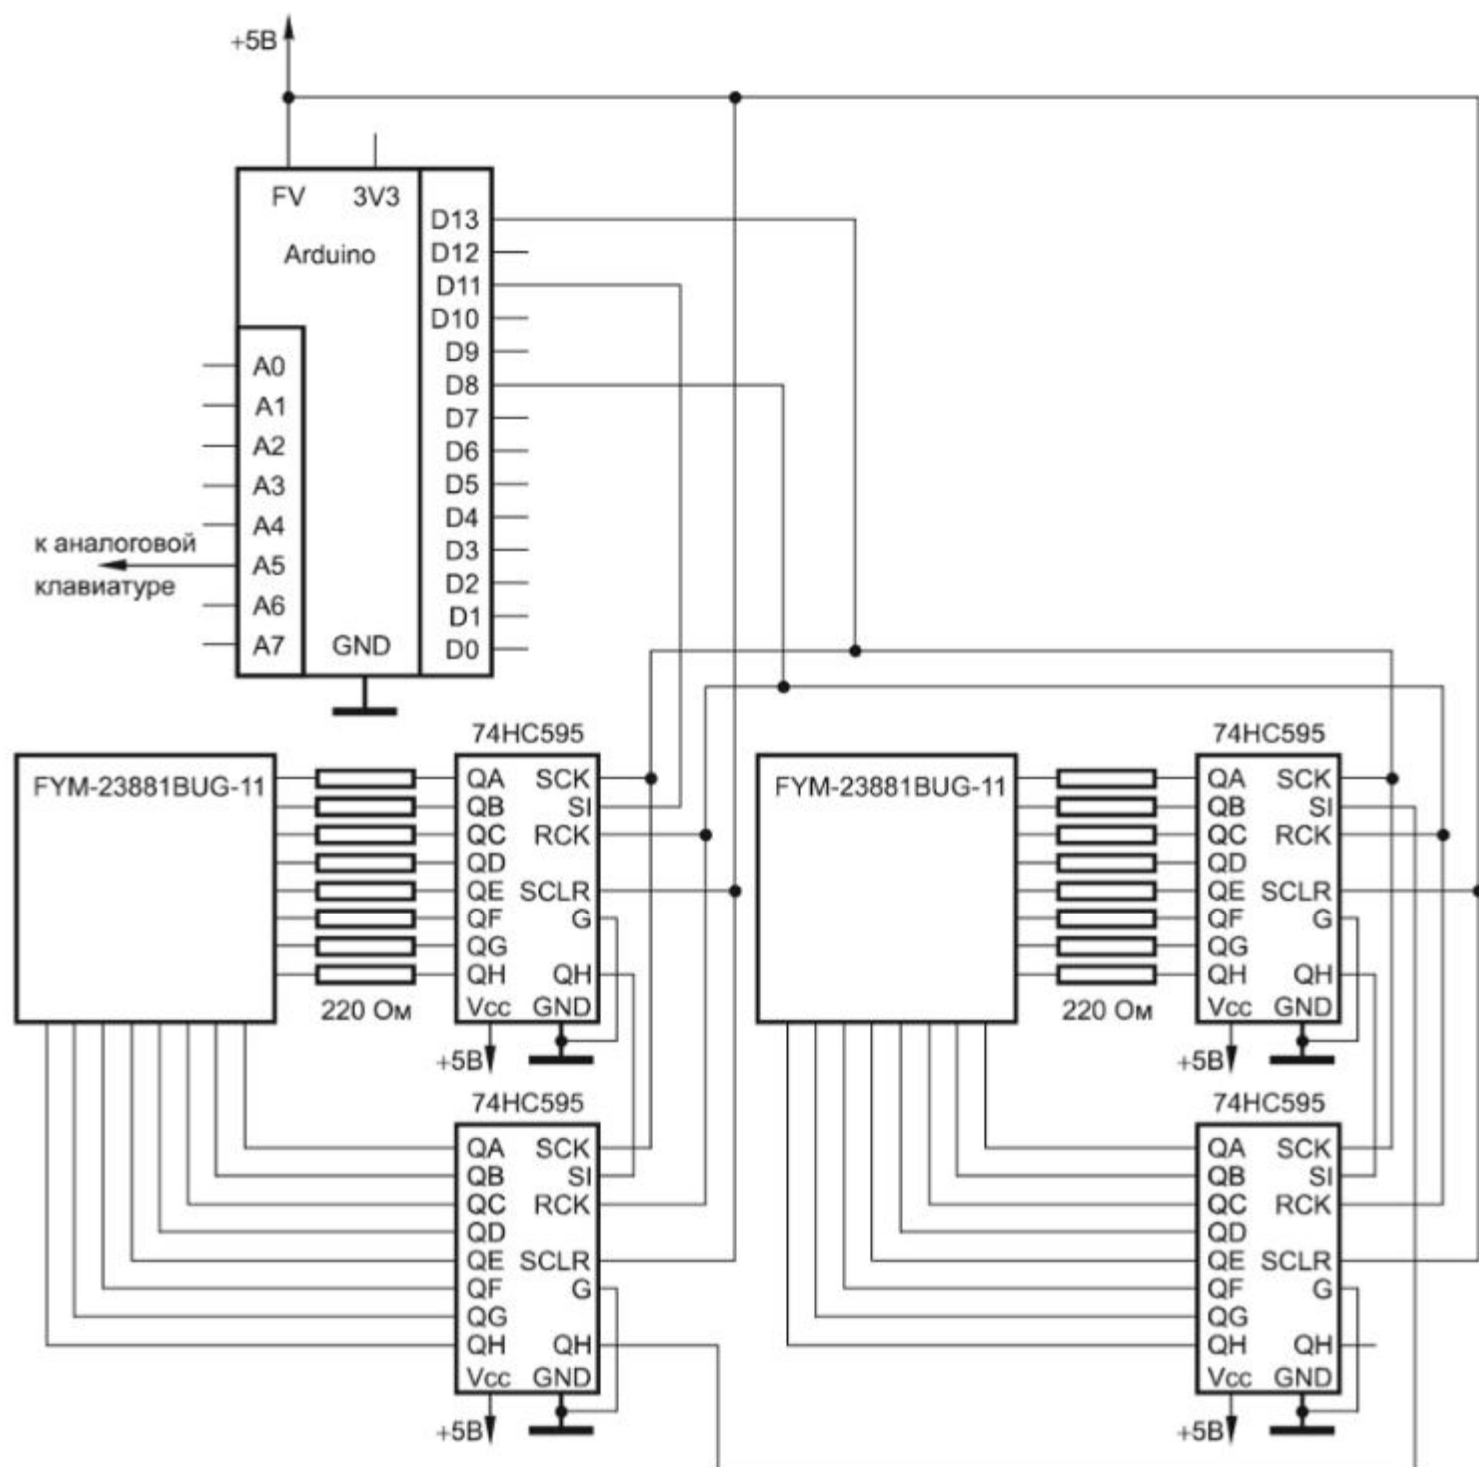 +5В
FV 3V3
Arduino
D13
D12
D11
D10
D9
D8
D7
D6
D5
D4
D3
D2
D1
D0
A0
A1
A2
A3
A4
A5
A6
A7
GND
к аналоговой
клавиатуре
FYM-23881BUG-11
220 Ом
74HC595
QA SCK
QB SI
QC RCK
QD
QE SCLR
QF G
QG
QH QH
Vcc GND
+5В
74HC595
QA SCK
QB SI
QC RCK
QD
QE SCLR
QF G
QG
QH QH
Vcc GND
+5В
FYM-23881BUG-11
220 Ом
74HC595
QA SCK
QB SI
QC RCK
QD
QE SCLR
QF G
QG
QH QH
Vcc GND
+5В
74HC595
QA SCK
QB SI
QC RCK
QD
QE SCLR
QF G
QG
QH QH
Vcc GND
+5В